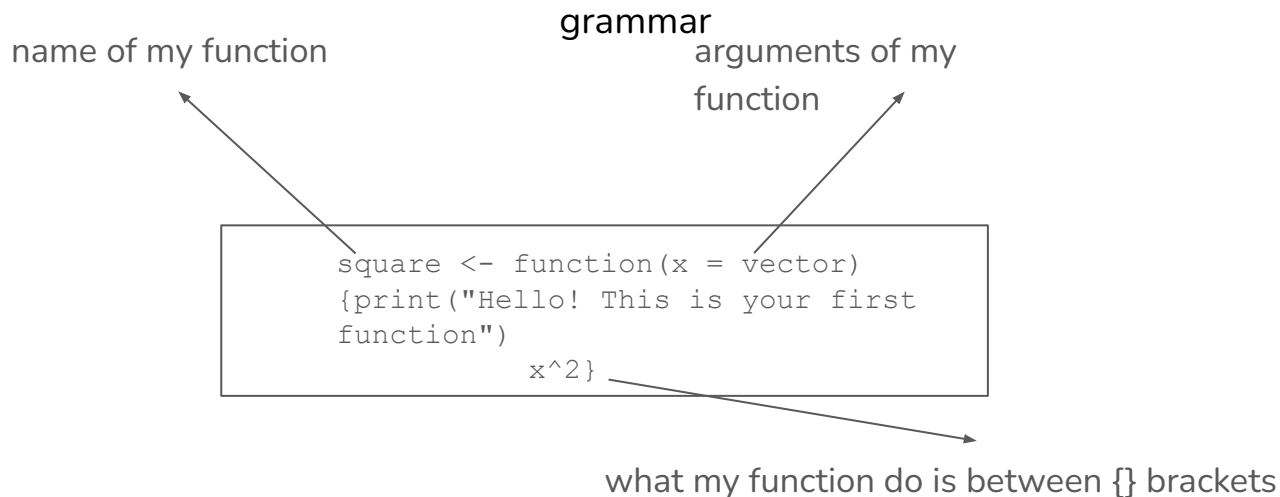 grammar
name of my function
arguments of my
function
square <- function(x = vector)
{print("Hello! This is your first
function")
x^2}
what my function do is between {} brackets